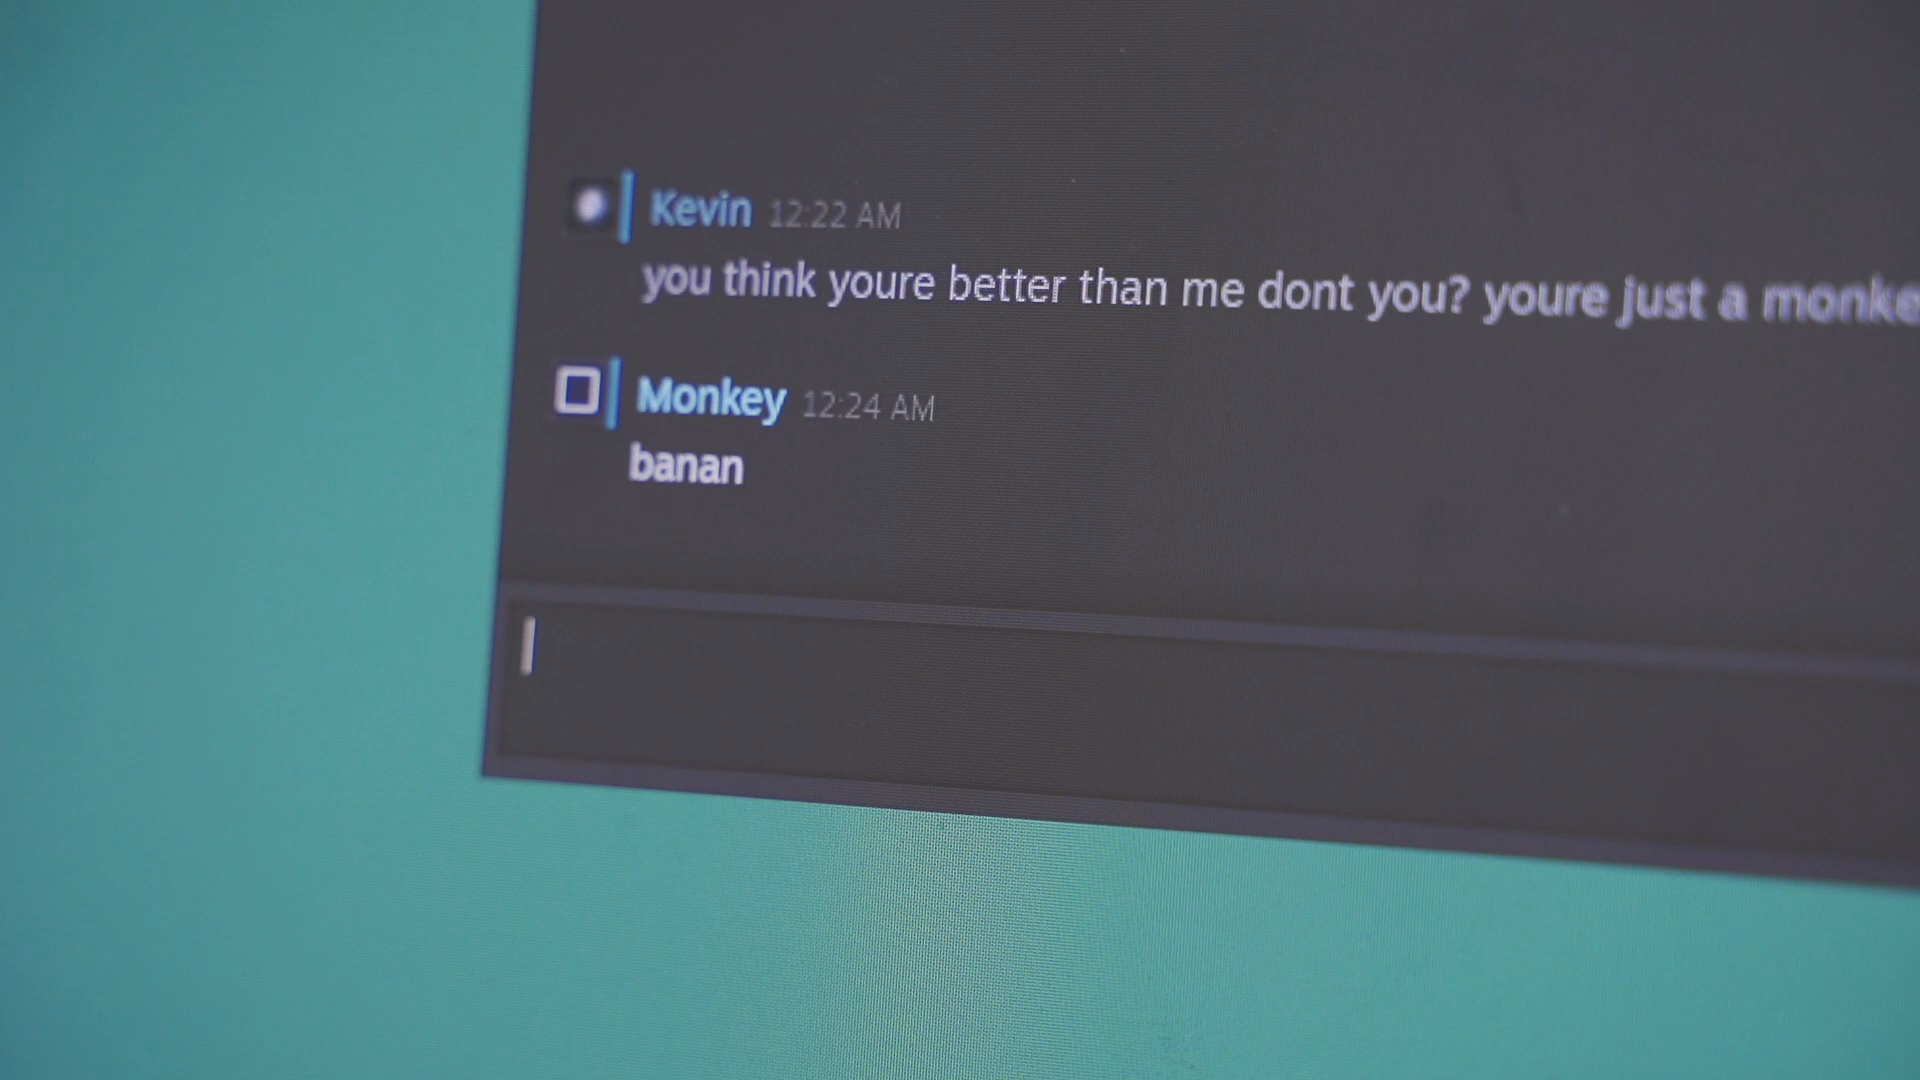 Kevin 12:22 AM
you think youre better than me dont you? youre just a monke
Monkey 12:24 AM
banan